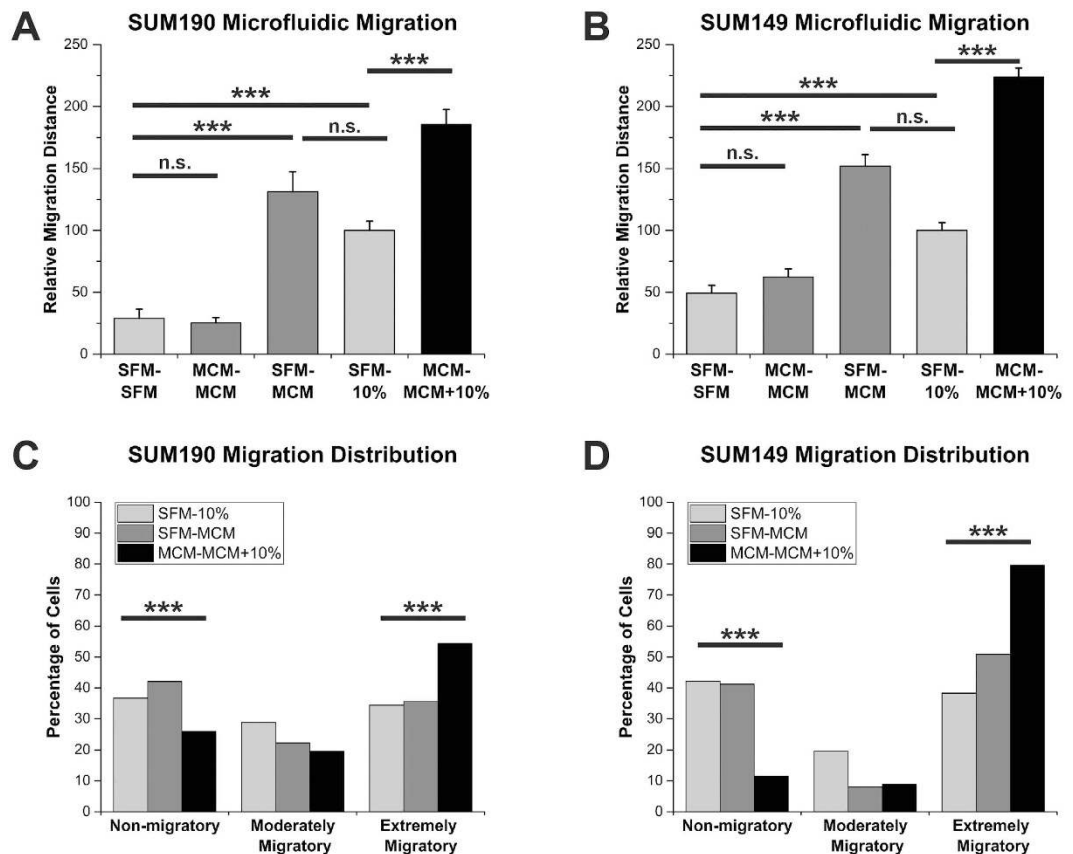 A
SUM190 Microfluidic Migration
Relative Migration Distance
250
200
150
100
50
0
***
***
***
n.s.
n.s.
SFM-
SFM
MCM-
MCM
SFM-
MCM
SFM-
10%
MCM-
MCM+10%
B
SUM149 Microfluidic Migration
Relative Migration Distance
250
200
150
100
50
0
***
***
***
n.s.
n.s.
SFM-
SFM
MCM-
MCM
SFM-
MCM
SFM-
10%
MCM-
MCM+10%
C
SUM190 Migration Distribution
Percentage of Cells
100
90
80
70
60
50
40
30
20
10
0
SFM-10%
SFM-MCM
MCM-MCM+10%
***
***
Non-migratory
Moderately
Migratory
Extremely
Migratory
D
SUM149 Migration Distribution
Percentage of Cells
100
90
80
70
60
50
40
30
20
10
0
SFM-10%
SFM-MCM
MCM-MCM+10%
***
***
Non-migratory
Moderately
Migratory
Extremely
Migratory